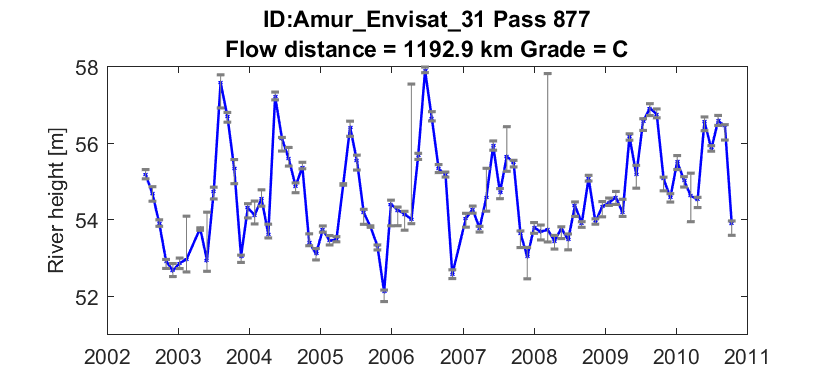 ID:Amur_Envisat_31 Pass 877
Flow distance = 1192.9 km Grade = C
River height [m]
58
56
54
52
2002 2003 2004 2005 2006 2007 2008 2009 2010 2011